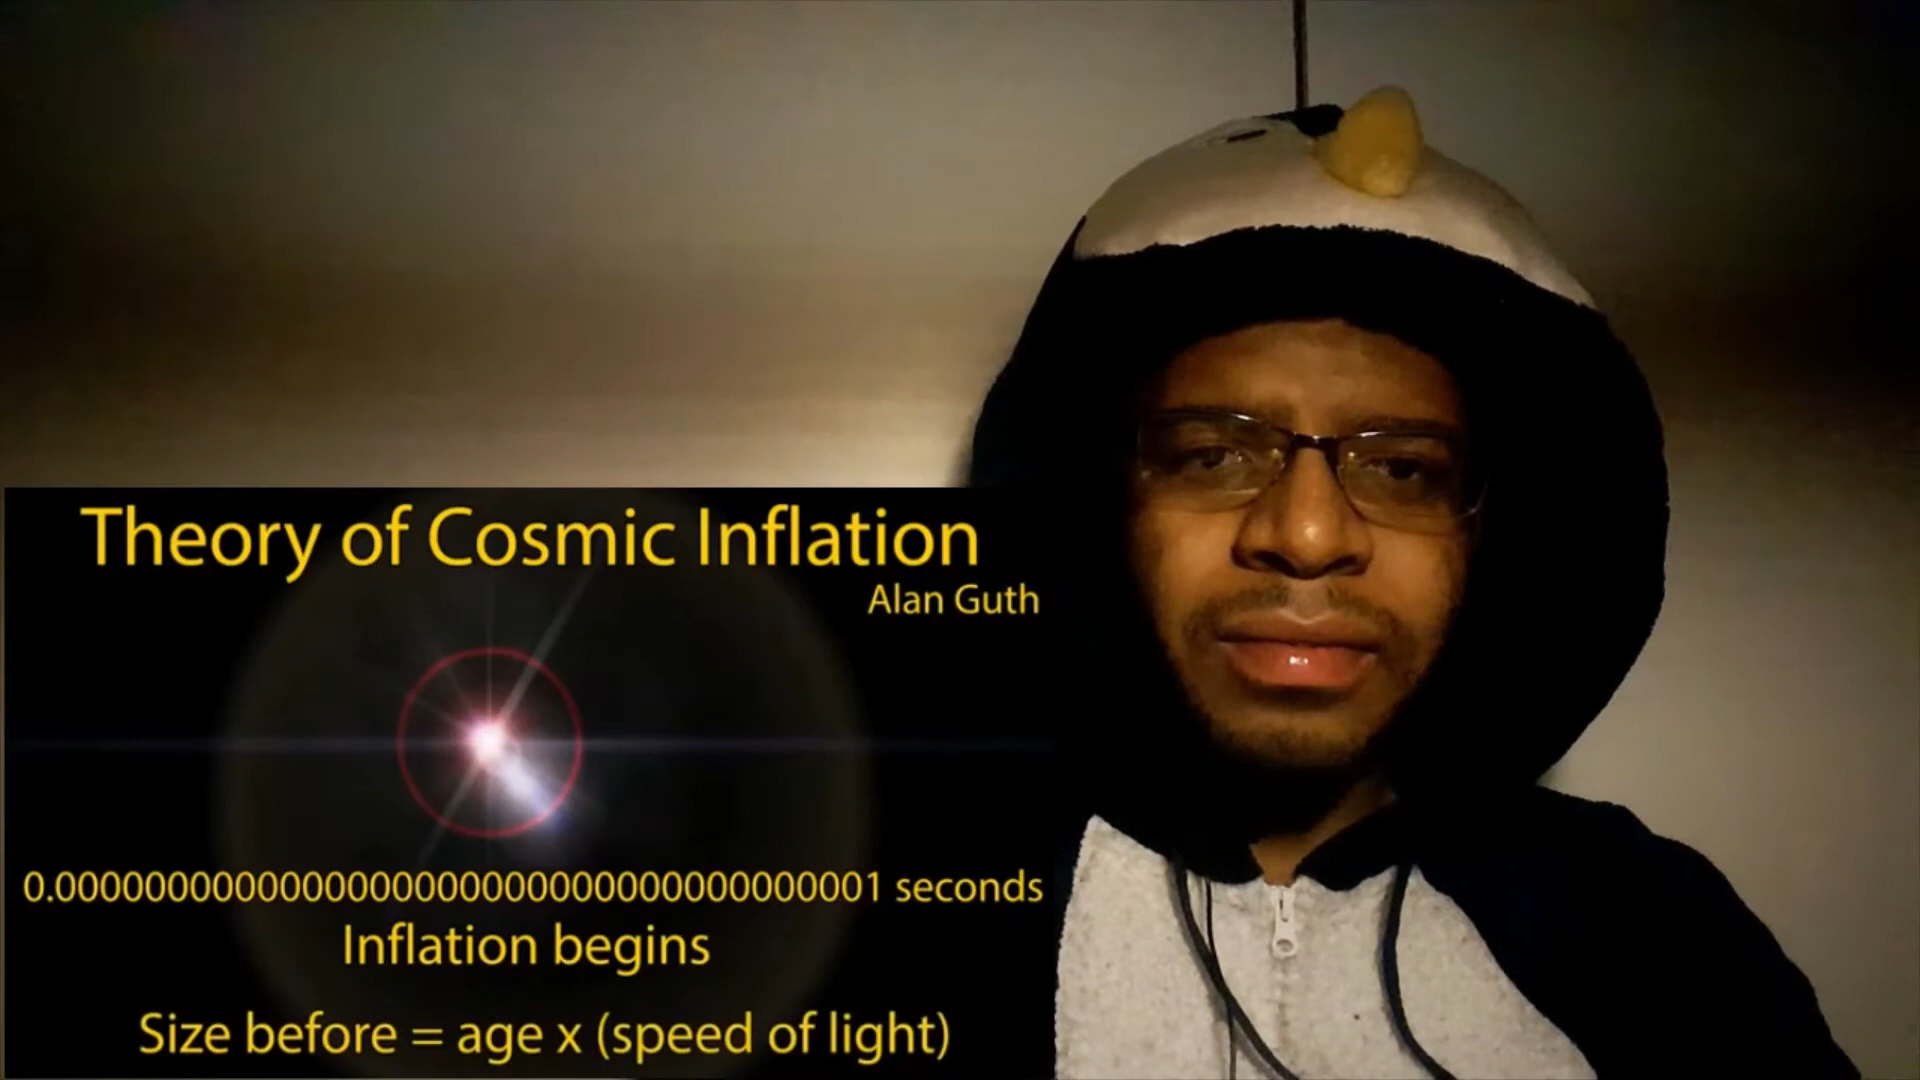 Theory of Cosmic Inflation
Alan Guth
0.000000000000000000000000000000000001 seconds
Inflation begins
Size before = age x (speed of light)